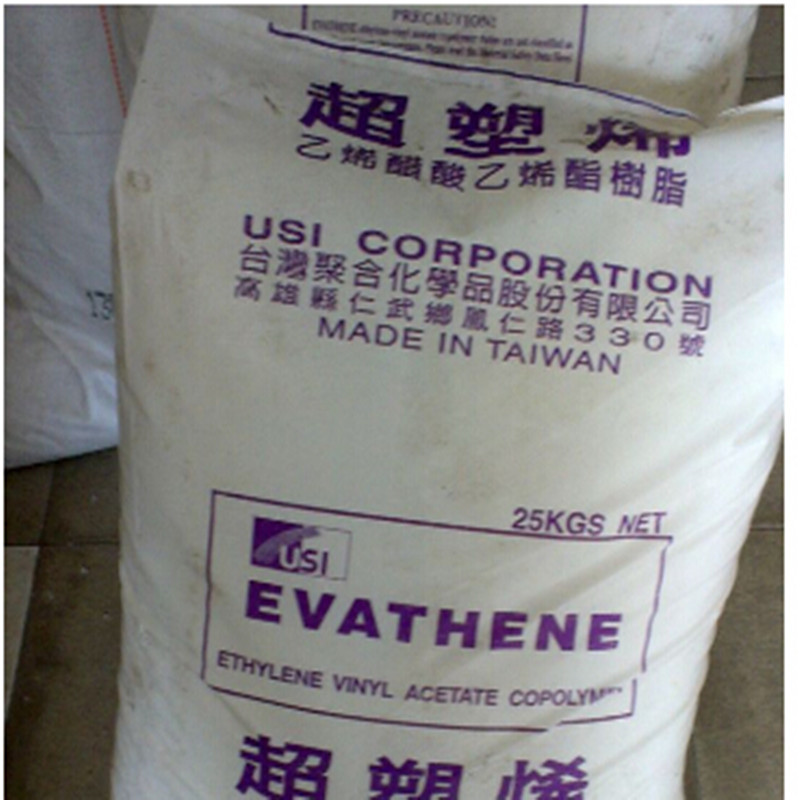 PRECAUTION!
超塑烯
乙烯醋酸乙烯酯樹脂
USI CORPORATION
台灣聚合化學品股份有限公司
高雄縣仁武鄉鳳仁路330號
MADE IN TAIWAN
25KGS NET
USI
EVATHENE
ETHYLENE VINYL ACETATE
超塑烯